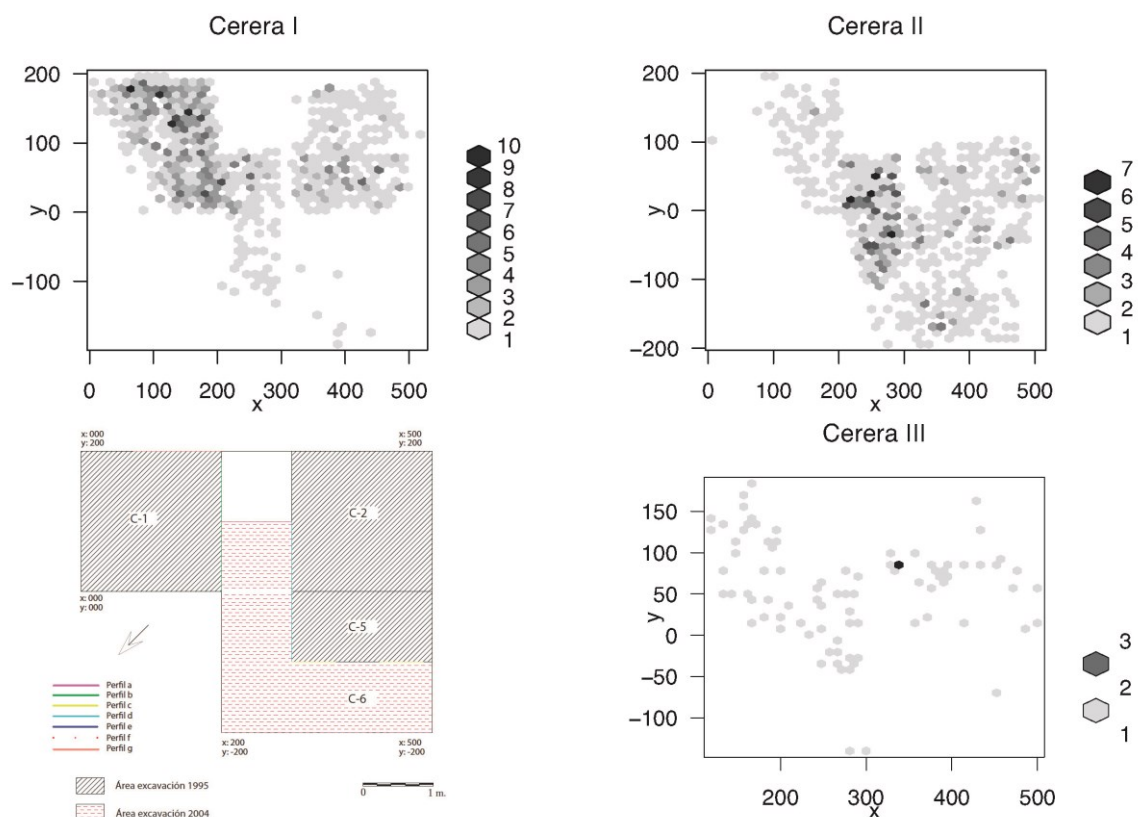 Cerera I
200
100
0
−100
y
0 100 200 300 400 500
x
10
9
8
7
6
5
4
3
2
1
Cerera II
200
100
0
−100
−200
y
0 100 200 300 400 500
x
7
6
5
4
3
2
1
x: 000
y: 200
x: 500
y: 200
C-1
C-2
x: 000
y: 000
C-5
C-6
Perfil a
Perfil b
Perfil c
Perfil d
Perfil e
Perfil f
Perfil g
x: 200
y: -200
x: 500
y: -200
Área excavación 1995
Área excavación 2004
0 1 m.
Cerera III
150
100
50
0
−50
−100
y
200 300 400 500
x
3
2
1